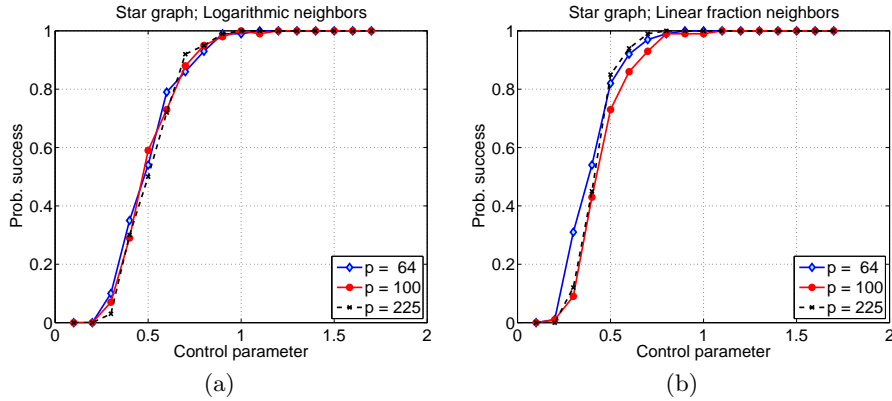 Star graph; Logarithmic neighbors
1
0.8
0.6
0.4
0.2
0
Prob. success
p = 64
p = 100
p = 225
0 0.5 1 1.5 2
Control parameter
(a)
Star graph; Linear fraction neighbors
1
0.8
0.6
0.4
0.2
0
Prob. success
p = 64
p = 100
p = 225
0 0.5 1 1.5 2
Control parameter
(b)